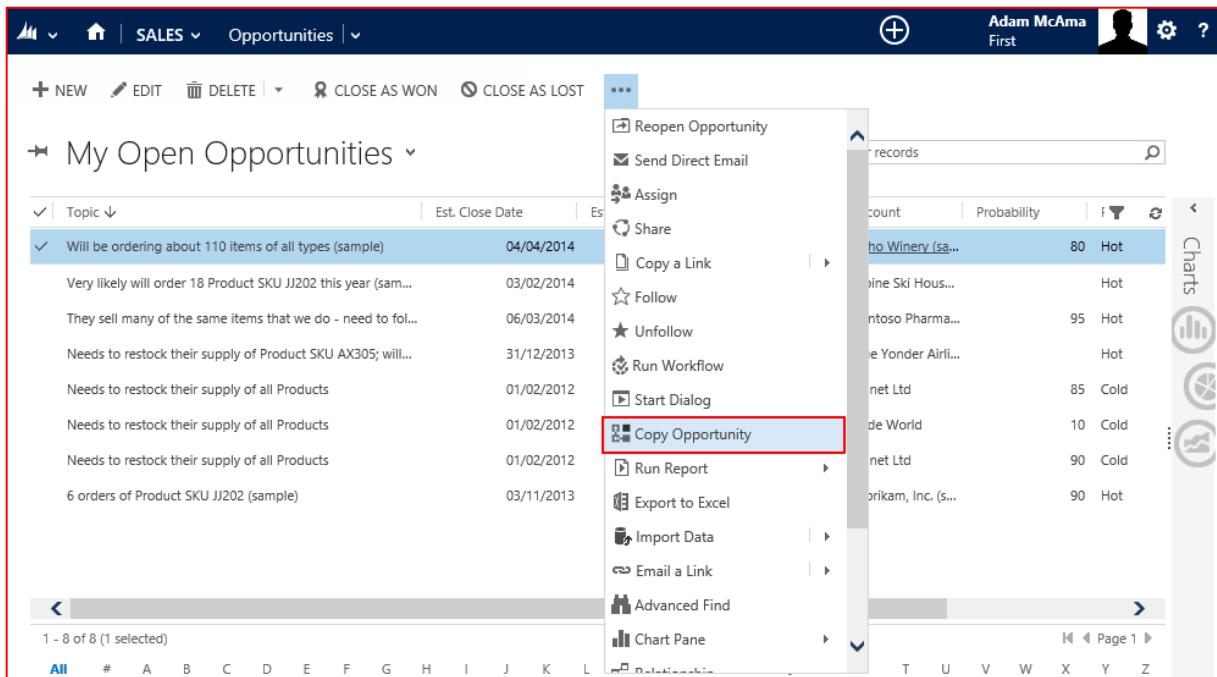 SALES Opportunities Adam McAma
First
?
NEW EDIT DELETE CLOSE AS WON CLOSE AS LOST
My Open Opportunities
records
Topic Est. Close Date Es count Probability
Will be ordering about 110 items of all types (sample) 04/04/2014 ho Winery (sa... 80 Hot
Very likely will order 18 Product SKU JJ202 this year (sam... 03/02/2014 pine Ski Hous... Hot
They sell many of the same items that we do - need to fol... 06/03/2014 ntoso Pharma... 95 Hot
Needs to restock their supply of Product SKU AX305; will... 31/12/2013 e Yonder Airli... Hot
Needs to restock their supply of all Products 01/02/2012 net Ltd 85 Cold
Needs to restock their supply of all Products 01/02/2012 de World 10 Cold
Needs to restock their supply of all Products 01/02/2012 net Ltd 90 Cold
6 orders of Product SKU JJ202 (sample) 03/11/2013 orikam, Inc. (s... 90 Hot
Reopen Opportunity
Send Direct Email
Assign
Share
Copy a Link
Follow
Unfollow
Run Workflow
Start Dialog
Copy Opportunity
Run Report
Export to Excel
Import Data
Email a Link
Advanced Find
Chart Pane
Charts
1 - 8 of 8 (1 selected) Page 1
All # A B C D E F G H I J K L T U V W X Y Z